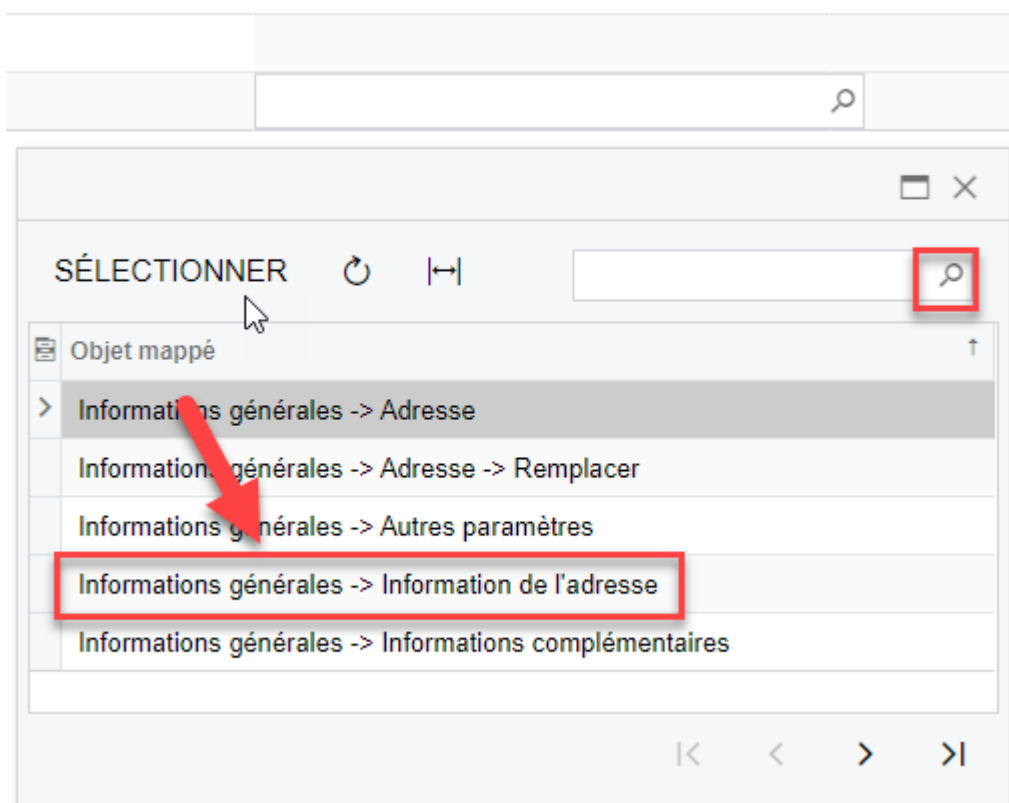 SÉLECTIONNER
Objet mappé
Informations générales -> Adresse
Informations générales -> Adresse -> Remplacer
Informations générales -> Autres paramètres
Informations générales -> Information de l'adresse
Informations générales -> Informations complémentaires